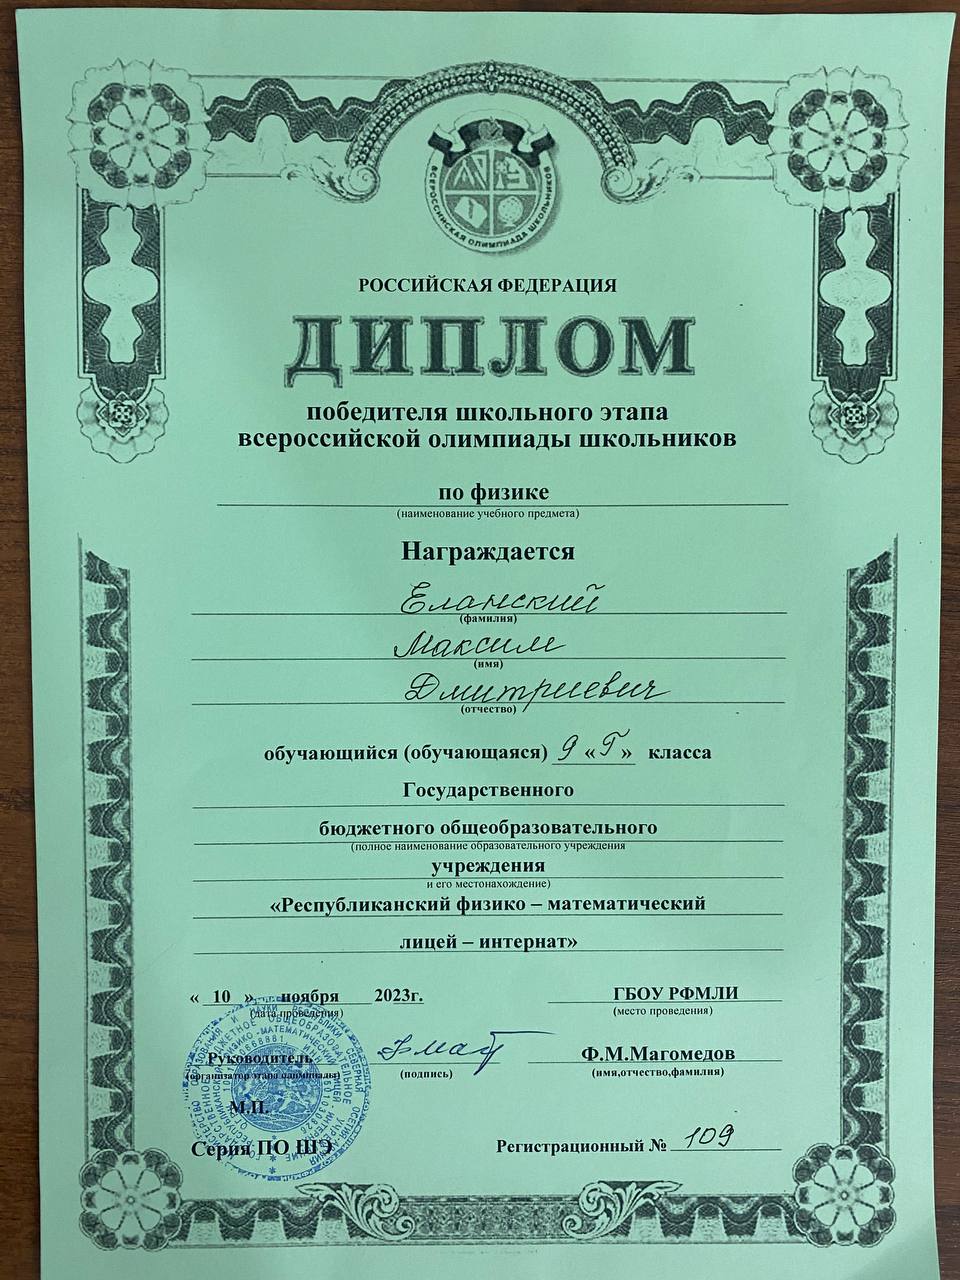 ВСЕРОССИЙСКАЯ ОЛИМПИАДА ШКОЛЬНИКОВ
РОССИЙСКАЯ ФЕДЕРАЦИЯ
ДИПЛОМ
победителя школьного этапа
всероссийской олимпиады школьников
по физике
(наименование учебного предмета)
Награждается
Еланский
(фамилия)
Максим
(имя)
Дмитриевич
(отчество)
обучающийся (обучающаяся) 9 «Г» класса
Государственного
бюджетного общеобразовательного
(полное наименование образовательного учреждения
учреждения
и его местонахождение)
«Республиканский физико – математический
лицей – интернат»
« 10 » ноября 2023г. ГБОУ РФМЛИ
(дата проведения) (место проведения)
Руководитель Ф.М.Магомедов
(организатор этапа олимпиады) (подпись) (имя,отчество,фамилия)
М.П.
Серия ПО ШЭ Регистрационный № 109